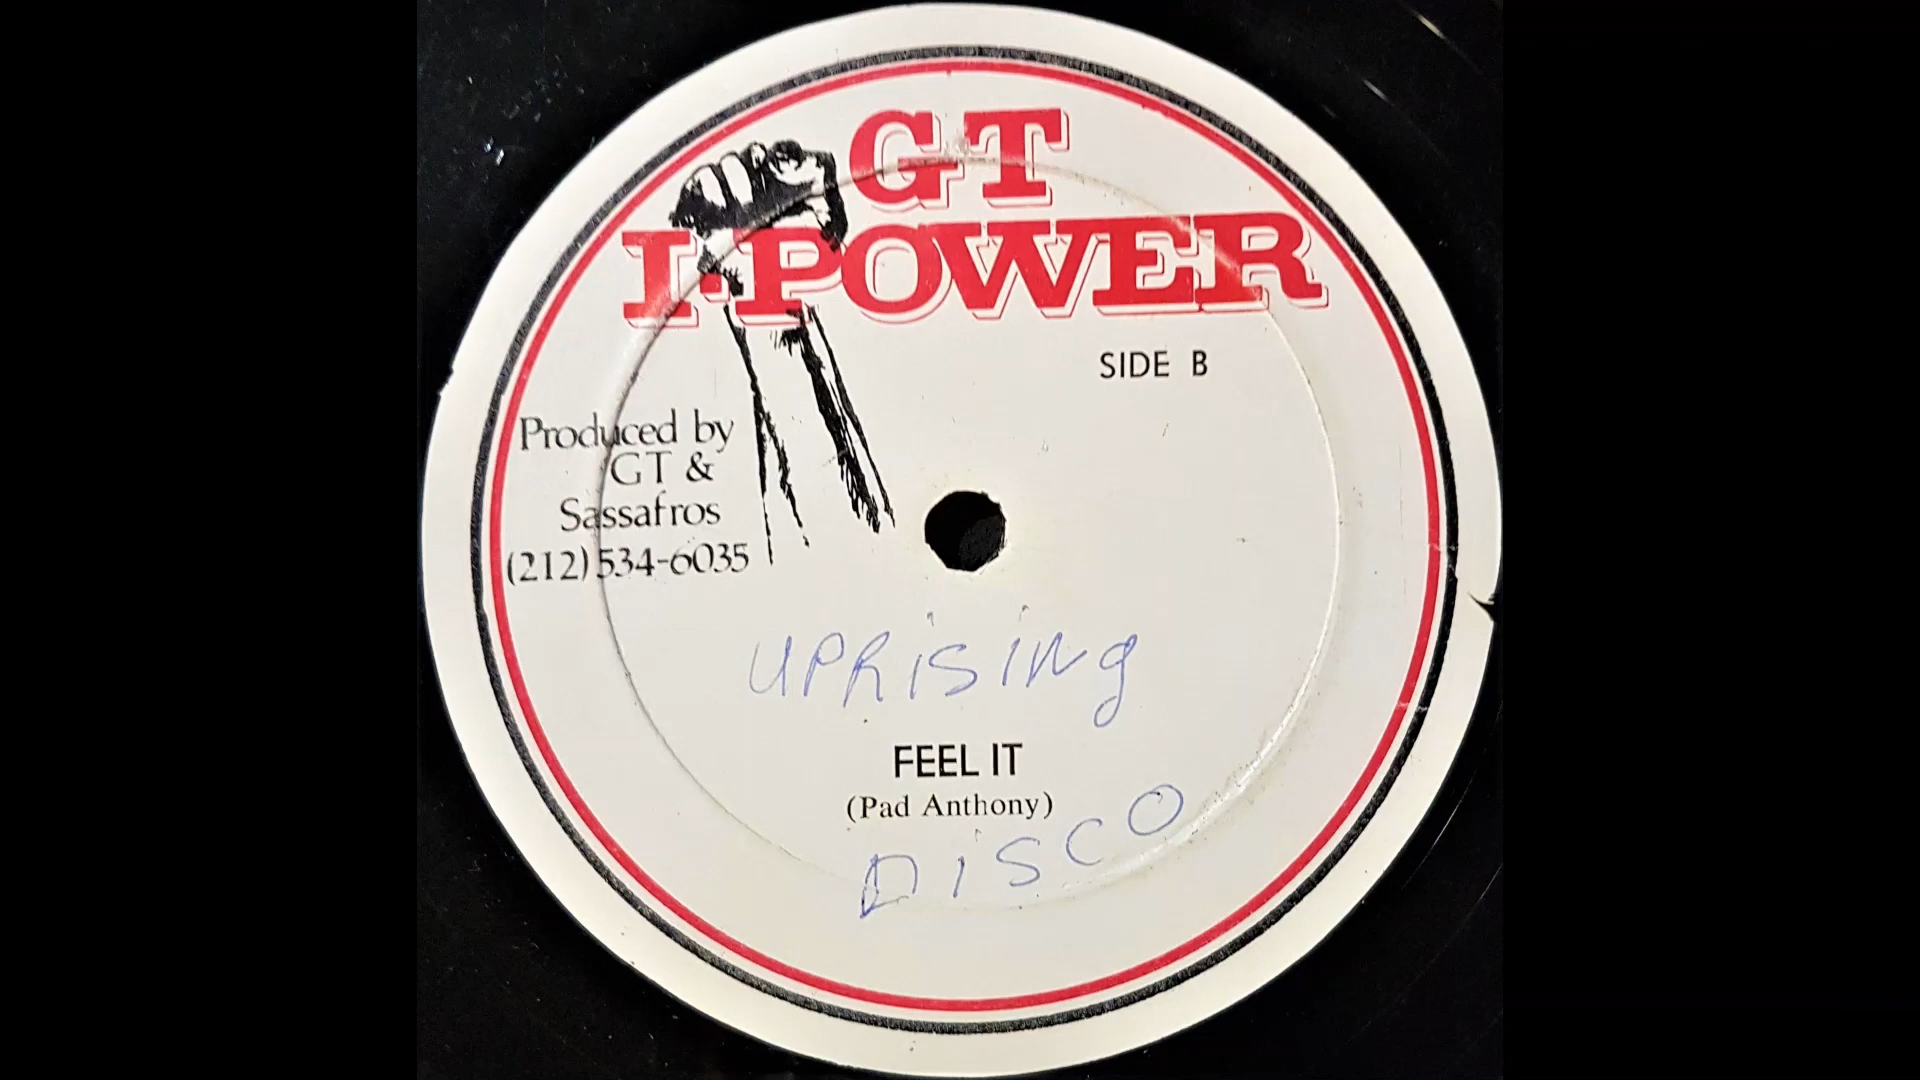 GT
I-POWER
SIDE B
Produced by
GT &
Sassafros
(212) 534-6035
UPRiSiNg
FEEL IT
(Pad Anthony)
DiSCO